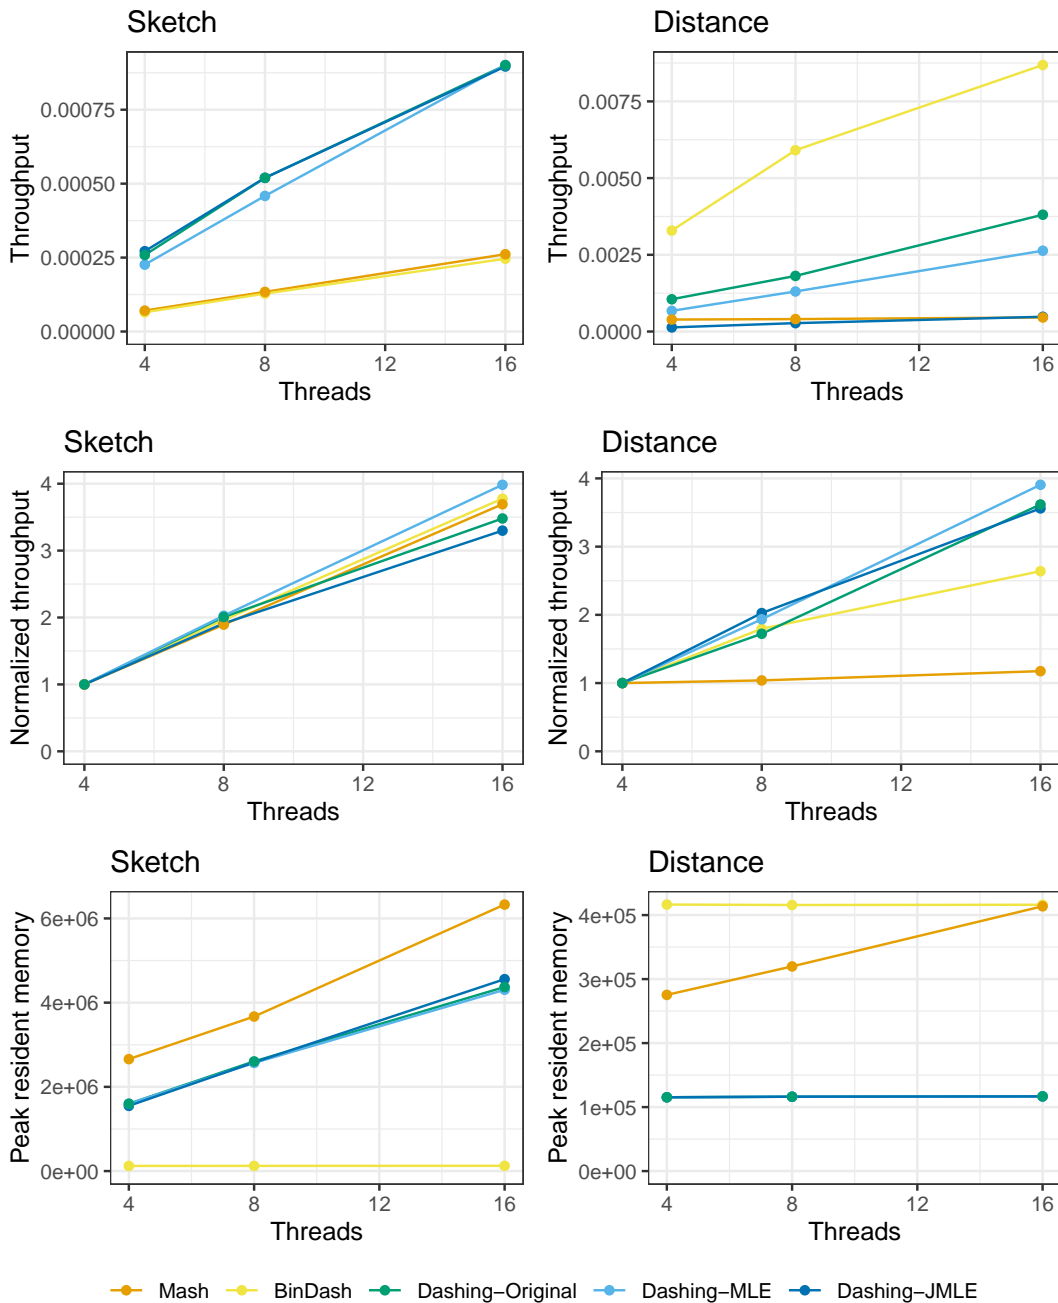 Sketch
Throughput
0.00075
0.00050
0.00025
0.00000
4 8 12 16
Threads
Distance
Throughput
0.0075
0.0050
0.0025
0.0000
4 8 12 16
Threads
Sketch
Normalized throughput
4
3
2
1
0
4 8 12 16
Threads
Distance
Normalized throughput
4
3
2
1
0
4 8 12 16
Threads
Sketch
Peak resident memory
6e+06
4e+06
2e+06
0e+00
4 8 12 16
Threads
Distance
Peak resident memory
4e+05
3e+05
2e+05
1e+05
0e+00
4 8 12 16
Threads
Mash BinDash Dashing−Original Dashing−MLE Dashing−JMLE